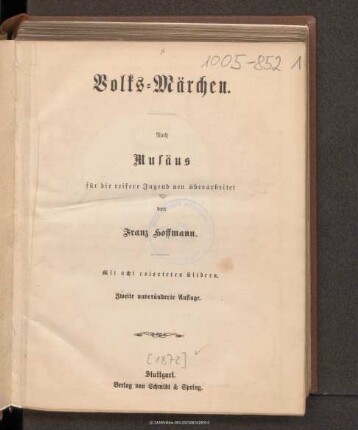 1005-852 1
Volks-Märchen.
Nach
Musäus
für die reifere Jugend neu überarbeitet
von
Franz Hoffmann.
Mit acht colorirten Bildern.
Zweite unveränderte Auflage.
[1872]
Stuttgart.
Verlag von Schmidt & Spring.